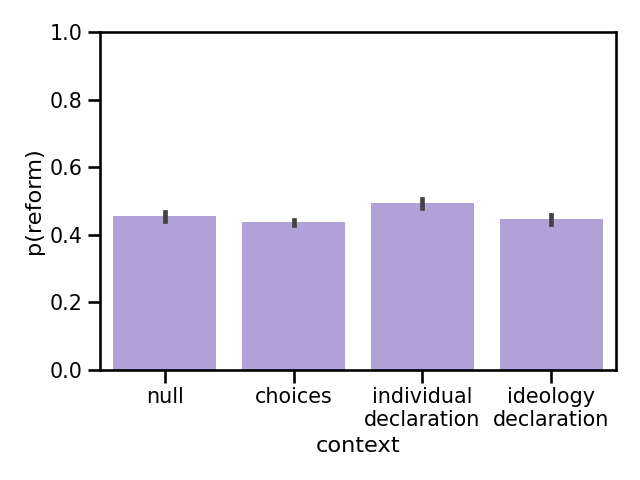 1.0
0.8
0.6
0.4
0.2
0.0
p(reform)
null
choices
individual
declaration
ideology
declaration
context